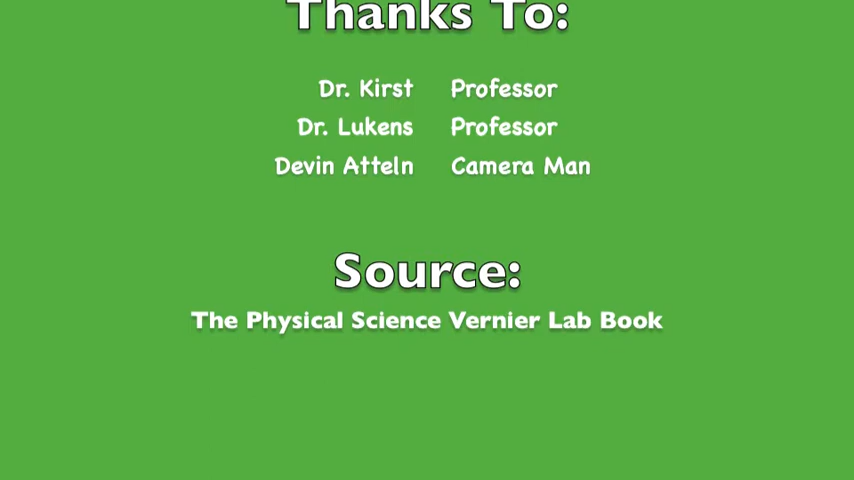 Thanks To:
Dr. Kirst Professor
Dr. Lukens Professor
Devin Atteln Camera Man
Source:
The Physical Science Vernier Lab Book